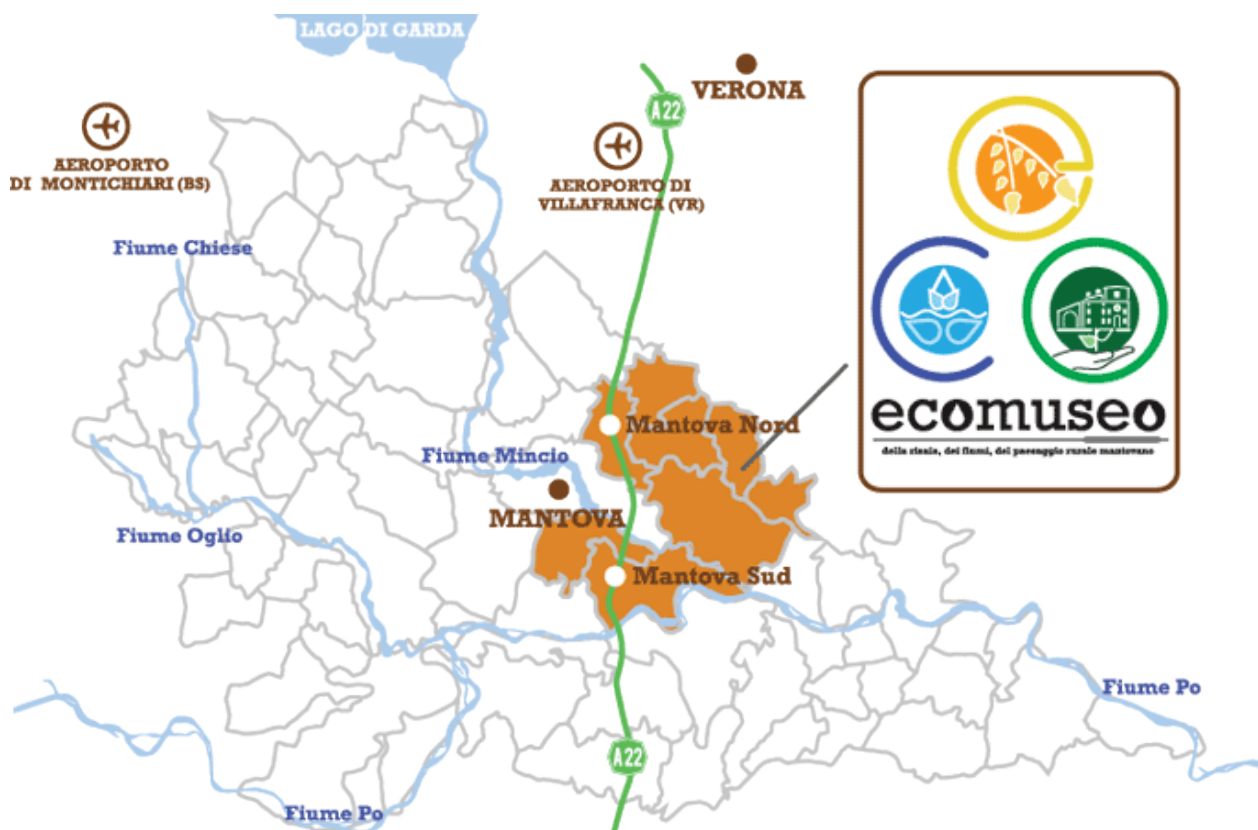 LAGO DI GARDA
VERONA
A22
AEROPORTO
DI MONTICHIARI (BS)
AEROPORTO DI
VILLAFRANCA (VR)
Fiume Chiese
ecomuseo
della risaia, dei fiumi, del paesaggio rurale mantovano
Mantova Nord
Fiume Mincio
MANTOVA
Fiume Oglio
Mantova Sud
Fiume Po
A22
Fiume Po